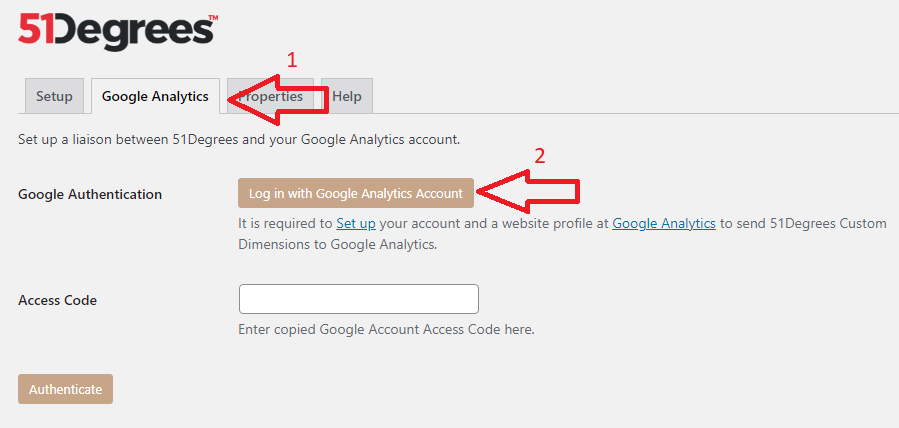 51Degrees™
1
Setup
Google Analytics
Properties
Help
Set up a liaison between 51Degrees and your Google Analytics account.
2
Google Authentication
Log in with Google Analytics Account
It is required to Set up your account and a website profile at Google Analytics to send 51Degrees Custom
Dimensions to Google Analytics.
Access Code
Enter copied Google Account Access Code here.
Authenticate